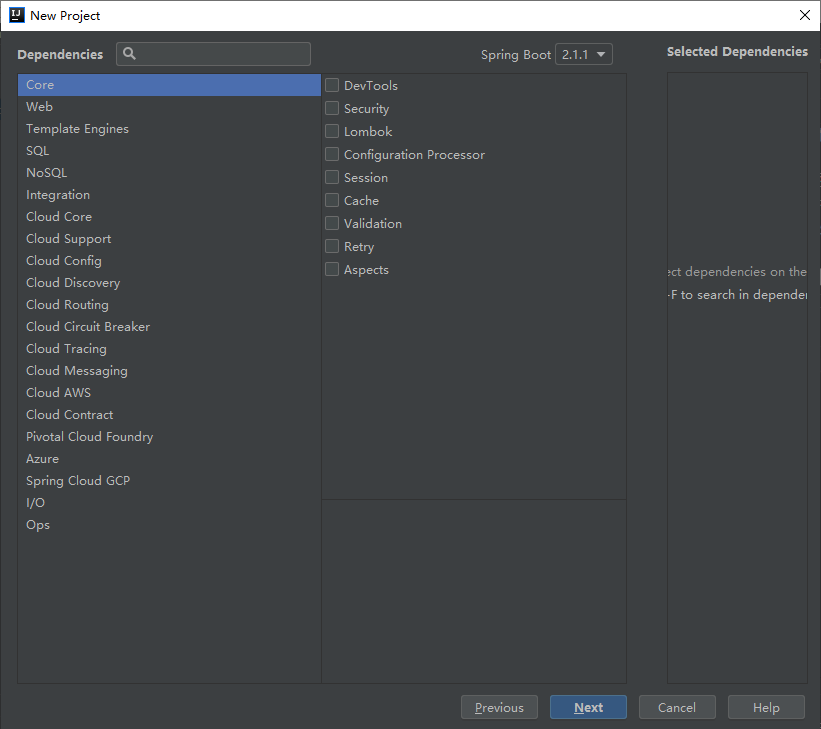 New Project
Dependencies
Spring Boot 2.1.1
Selected Dependencies
Core
Web
Template Engines
SQL
NoSQL
Integration
Cloud Core
Cloud Support
Cloud Config
Cloud Discovery
Cloud Routing
Cloud Circuit Breaker
Cloud Tracing
Cloud Messaging
Cloud AWS
Cloud Contract
Pivotal Cloud Foundry
Azure
Spring Cloud GCP
I/O
Ops
DevTools
Security
Lombok
Configuration Processor
Session
Cache
Validation
Retry
Aspects
ect dependencies on the
-F to search in depende
Previous
Next
Cancel
Help